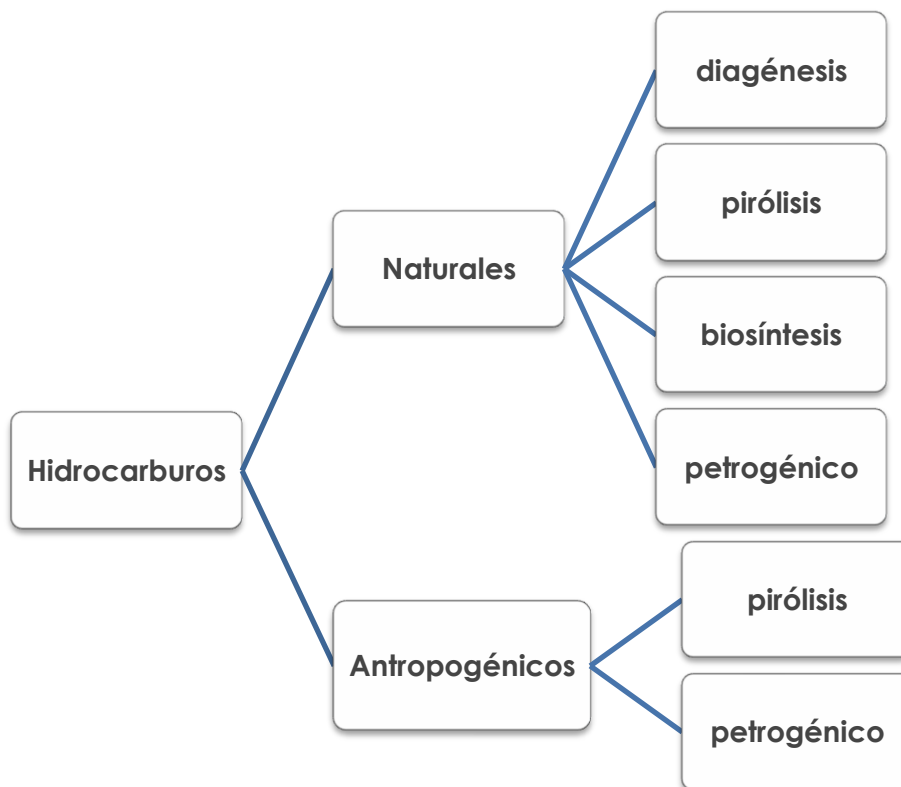 Hidrocarburos
Naturales
diagénesis
pirólisis
biosíntesis
petrogénico
Antropogénicos
pirólisis
petrogénico